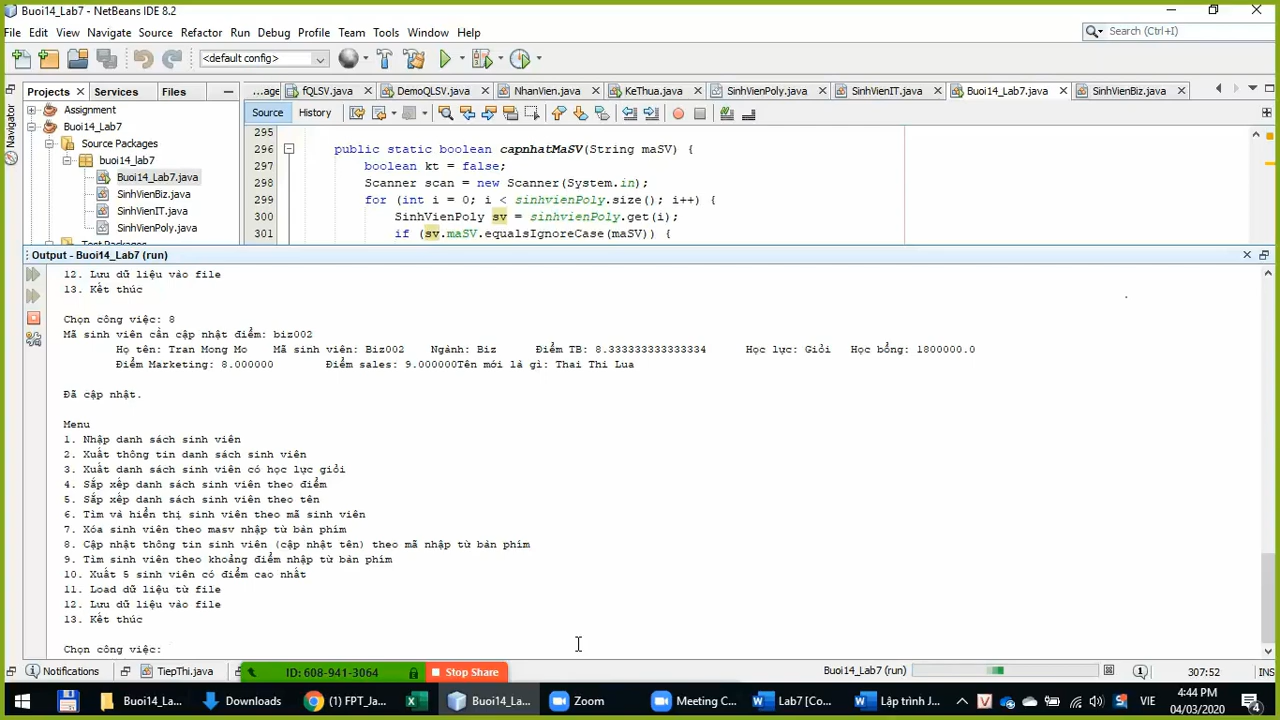 Buoi14_Lab7 - NetBeans IDE 8.2
File Edit View Navigate Source Refactor Run Debug Profile Team Tools Window Help
Search (Ctrl+I)
<default config>
Projects Services Files
...age fQLSV.java DemoQLSV.java NhanVien.java KeThua.java SinhVienPoly.java SinhVienIT.java Buoi14_Lab7.java SinhVienBiz.java
Navigator
Assignment
Buoi14_Lab7
Source Packages
buoi14_lab7
Buoi14_Lab7.java
SinhVienBiz.java
SinhVienIT.java
SinhVienPoly.java
Test Packages
Source History
295
296 public static boolean capnhatMaSV(String maSV) {
297 boolean kt = false;
298 Scanner scan = new Scanner(System.in);
299 for (int i = 0; i < sinhvienPoly.size(); i++) {
300 SinhVienPoly sv = sinhvienPoly.get(i);
301 if (sv.maSV.equalsIgnoreCase(maSV)) {
Output - Buoi14_Lab7 (run)
12. Lưu dữ liệu vào file
13. Kết thúc
Chọn công việc: 8
Mã sinh viên cần cập nhật điểm: biz002
Họ tên: Tran Mong Mo Mã sinh viên: Biz002 Ngành: Biz Điểm TB: 8.333333333333334 Học lực: Giỏi Học bổng: 1800000.0
Điểm Marketing: 8.000000 Điểm sales: 9.000000Tên mới là gì: Thai Thi Lua
Đã cập nhật.
Menu
1. Nhập danh sách sinh viên
2. Xuất thông tin danh sách sinh viên
3. Xuất danh sách sinh viên có học lực giỏi
4. Sắp xếp danh sách sinh viên theo điểm
5. Sắp xếp danh sách sinh viên theo tên
6. Tìm và hiển thị sinh viên theo mã sinh viên
7. Xóa sinh viên theo masv nhập từ bàn phím
8. Cập nhật thông tin sinh viên (cập nhật tên) theo mã nhập từ bàn phím
9. Tìm sinh viên theo khoảng điểm nhập từ bàn phím
10. Xuất 5 sinh viên có điểm cao nhất
11. Load dữ liệu từ file
12. Lưu dữ liệu vào file
13. Kết thúc
Chọn công việc:
Notifications TiepThi.java ID: 608-941-3064 Stop Share Buoi14_Lab7 (run) 307:52
Buoi14_La... Downloads (1) FPT_Ja... Buoi14_La... Zoom Meeting C... Lab7 [Co... Lập trình J... VIE 4:44 PM
04/03/2020 4